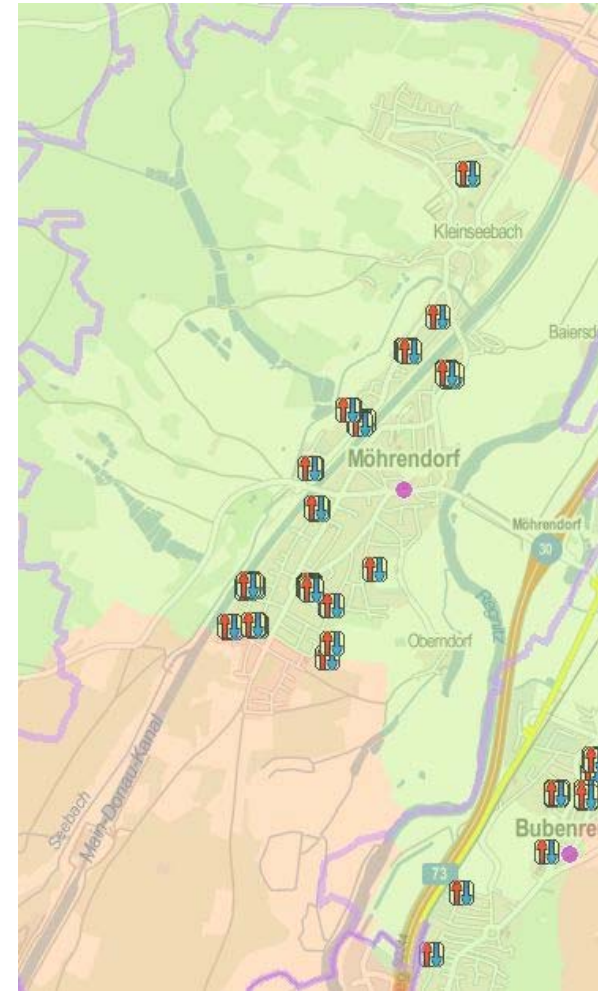 Kleinseebach
Baiersd
Möhrendorf
Möhrendorf
30
Regnitz
Oberndorf
Seebach
Main-Donau-Kanal
Bubenre
73